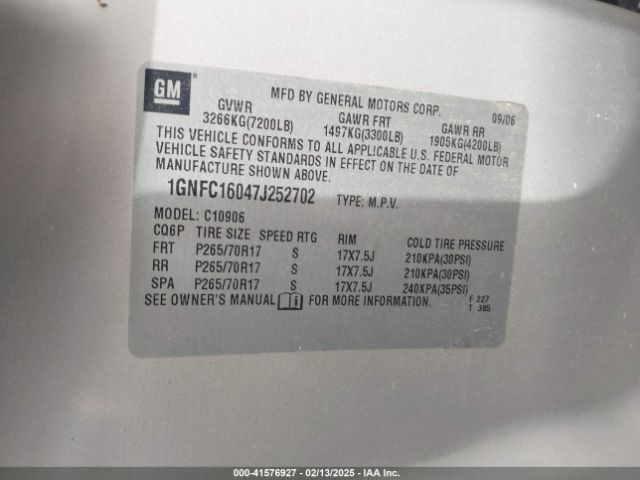 GM ®
MFD BY GENERAL MOTORS CORP. 09/06
GVWR GAWR FRT GAWR RR
3266KG(7200LB) 1497KG(3300LB) 1905KG(4200LB)
THIS VEHICLE CONFORMS TO ALL APPLICABLE U.S. FEDERAL MOTOR
VEHICLE SAFETY STANDARDS IN EFFECT ON THE DATE OF
MANUFACTURE SHOWN ABOVE.
1GNFC16047J252702 TYPE: M.P.V.
MODEL: C10906
CQ6P TIRE SIZE SPEED RTG RIM COLD TIRE PRESSURE
FRT P265/70R17 S 17X7.5J 210KPA(30PSI)
RR P265/70R17 S 17X7.5J 210KPA(30PSI)
SPA P265/70R17 S 17X7.5J 240KPA(35PSI)
SEE OWNER'S MANUAL FOR MORE INFORMATION. F 227
T 385
000-41576927 - 02/13/2025 - IAA Inc.